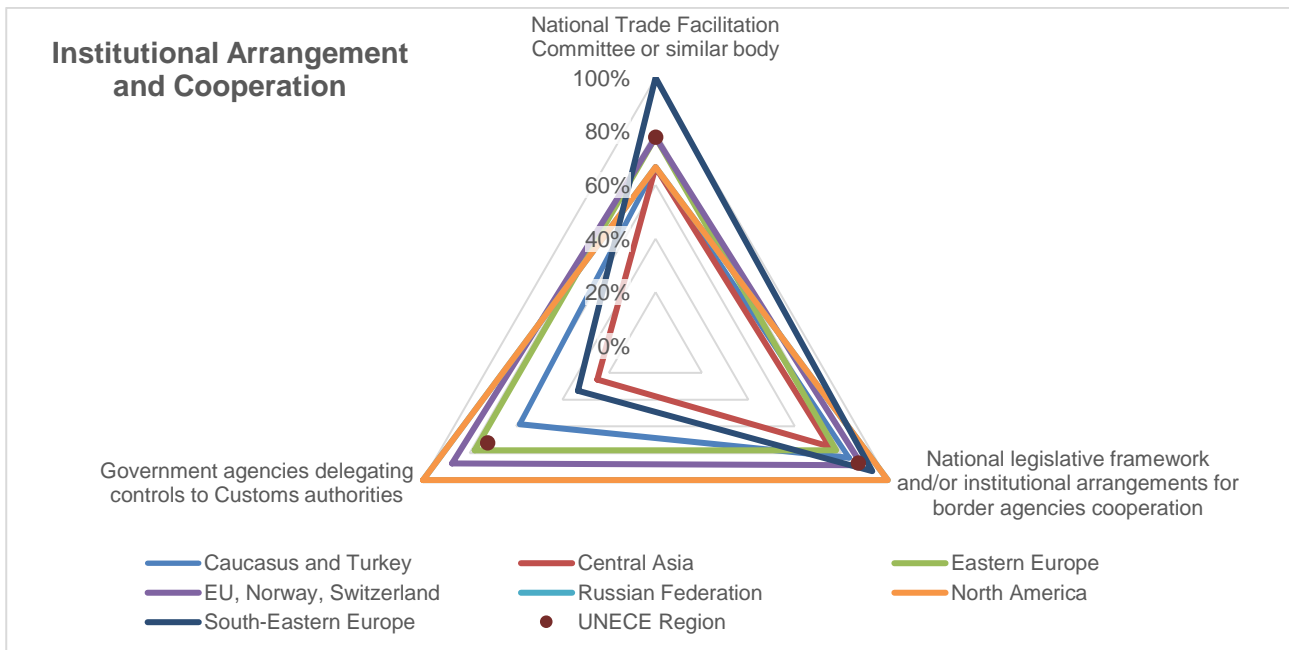 Institutional Arrangement
and Cooperation
National Trade Facilitation
Committee or similar body
100%
80%
60%
40%
20%
0%
Government agencies delegating
controls to Customs authorities
National legislative framework
and/or institutional arrangements for
border agencies cooperation
Caucasus and Turkey
Central Asia
Eastern Europe
EU, Norway, Switzerland
Russian Federation
North America
South-Eastern Europe
UNECE Region